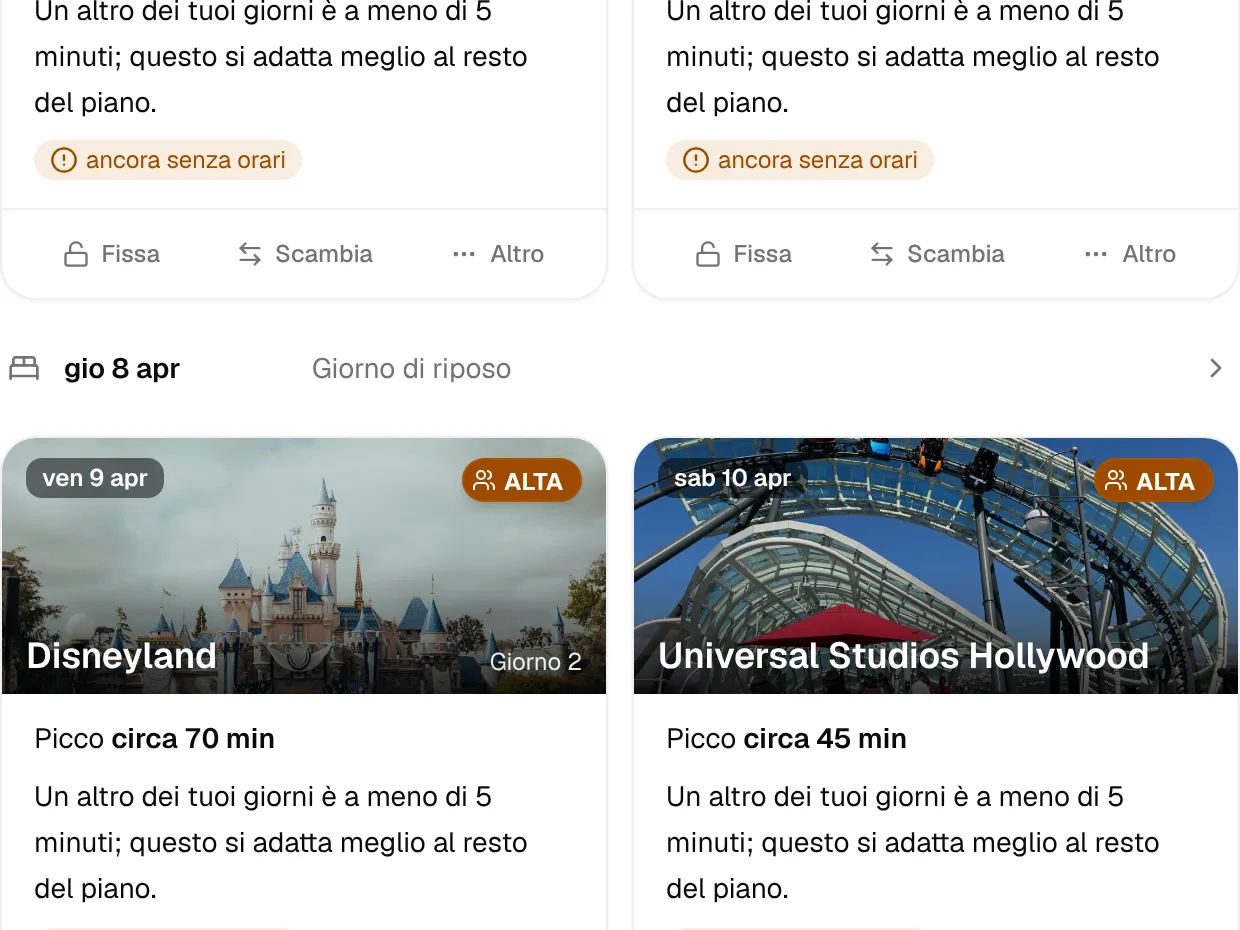 Un altro dei tuoi giorni è a meno di 5
minuti; questo si adatta meglio al resto
del piano.
ancora senza orari
Fissa
Scambia
Altro
Un altro dei tuoi giorni è a meno di 5
minuti; questo si adatta meglio al resto
del piano.
ancora senza orari
Fissa
Scambia
Altro
gio 8 apr
Giorno di riposo
ven 9 apr
ALTA
Disneyland
Giorno 2
Picco circa 70 min
Un altro dei tuoi giorni è a meno di 5
minuti; questo si adatta meglio al resto
del piano.
sab 10 apr
ALTA
Universal Studios Hollywood
Picco circa 45 min
Un altro dei tuoi giorni è a meno di 5
minuti; questo si adatta meglio al resto
del piano.